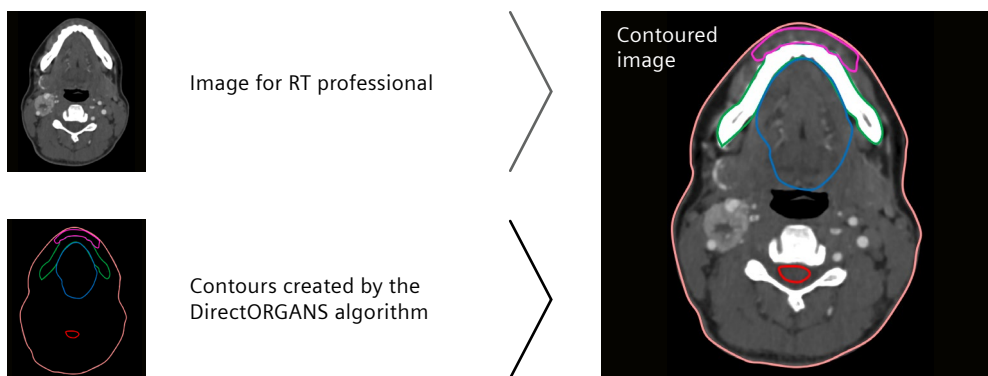 Image for RT professional
Contours created by the
DirectORGANS algorithm
Contoured
image